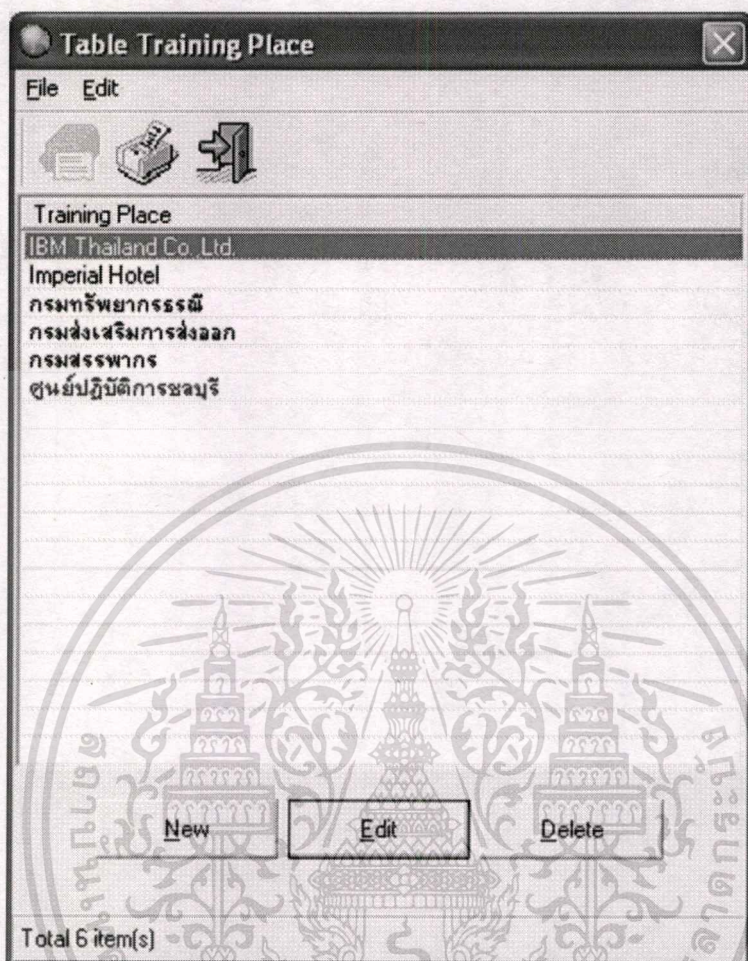 Table Training Place
File Edit
Training Place
IBM Thailand Co.,Ltd.
Imperial Hotel
กรมทรัพยากรธรณี
กรมส่งเสริมการส่งออก
กรมสรรพากร
ศูนย์ปฏิบัติการชลบุรี
New Edit Delete
Total 6 item(s)